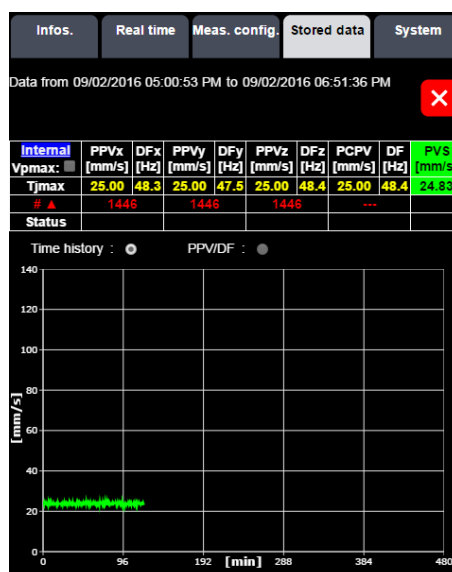 Infos. Real time Meas. config. Stored data System
Data from 09/02/2016 05:00:53 PM to 09/02/2016 06:51:36 PM
Internal PPVx DFx PPVy DFy PPVz DFz PCPV DF PVS
Vpmax: [mm/s] [Hz] [mm/s] [Hz] [mm/s] [Hz] [mm/s] [Hz] [mm/s
Tjmax 25.00 48.3 25.00 47.5 25.00 48.4 25.00 48.4 24.83
# ▲ 1446 1446 1446 ---
Status
Time history : PPV/DF :
140
120
100
80
60
40
20
0
[mm/s]
0 96 192 [min] 288 384 480